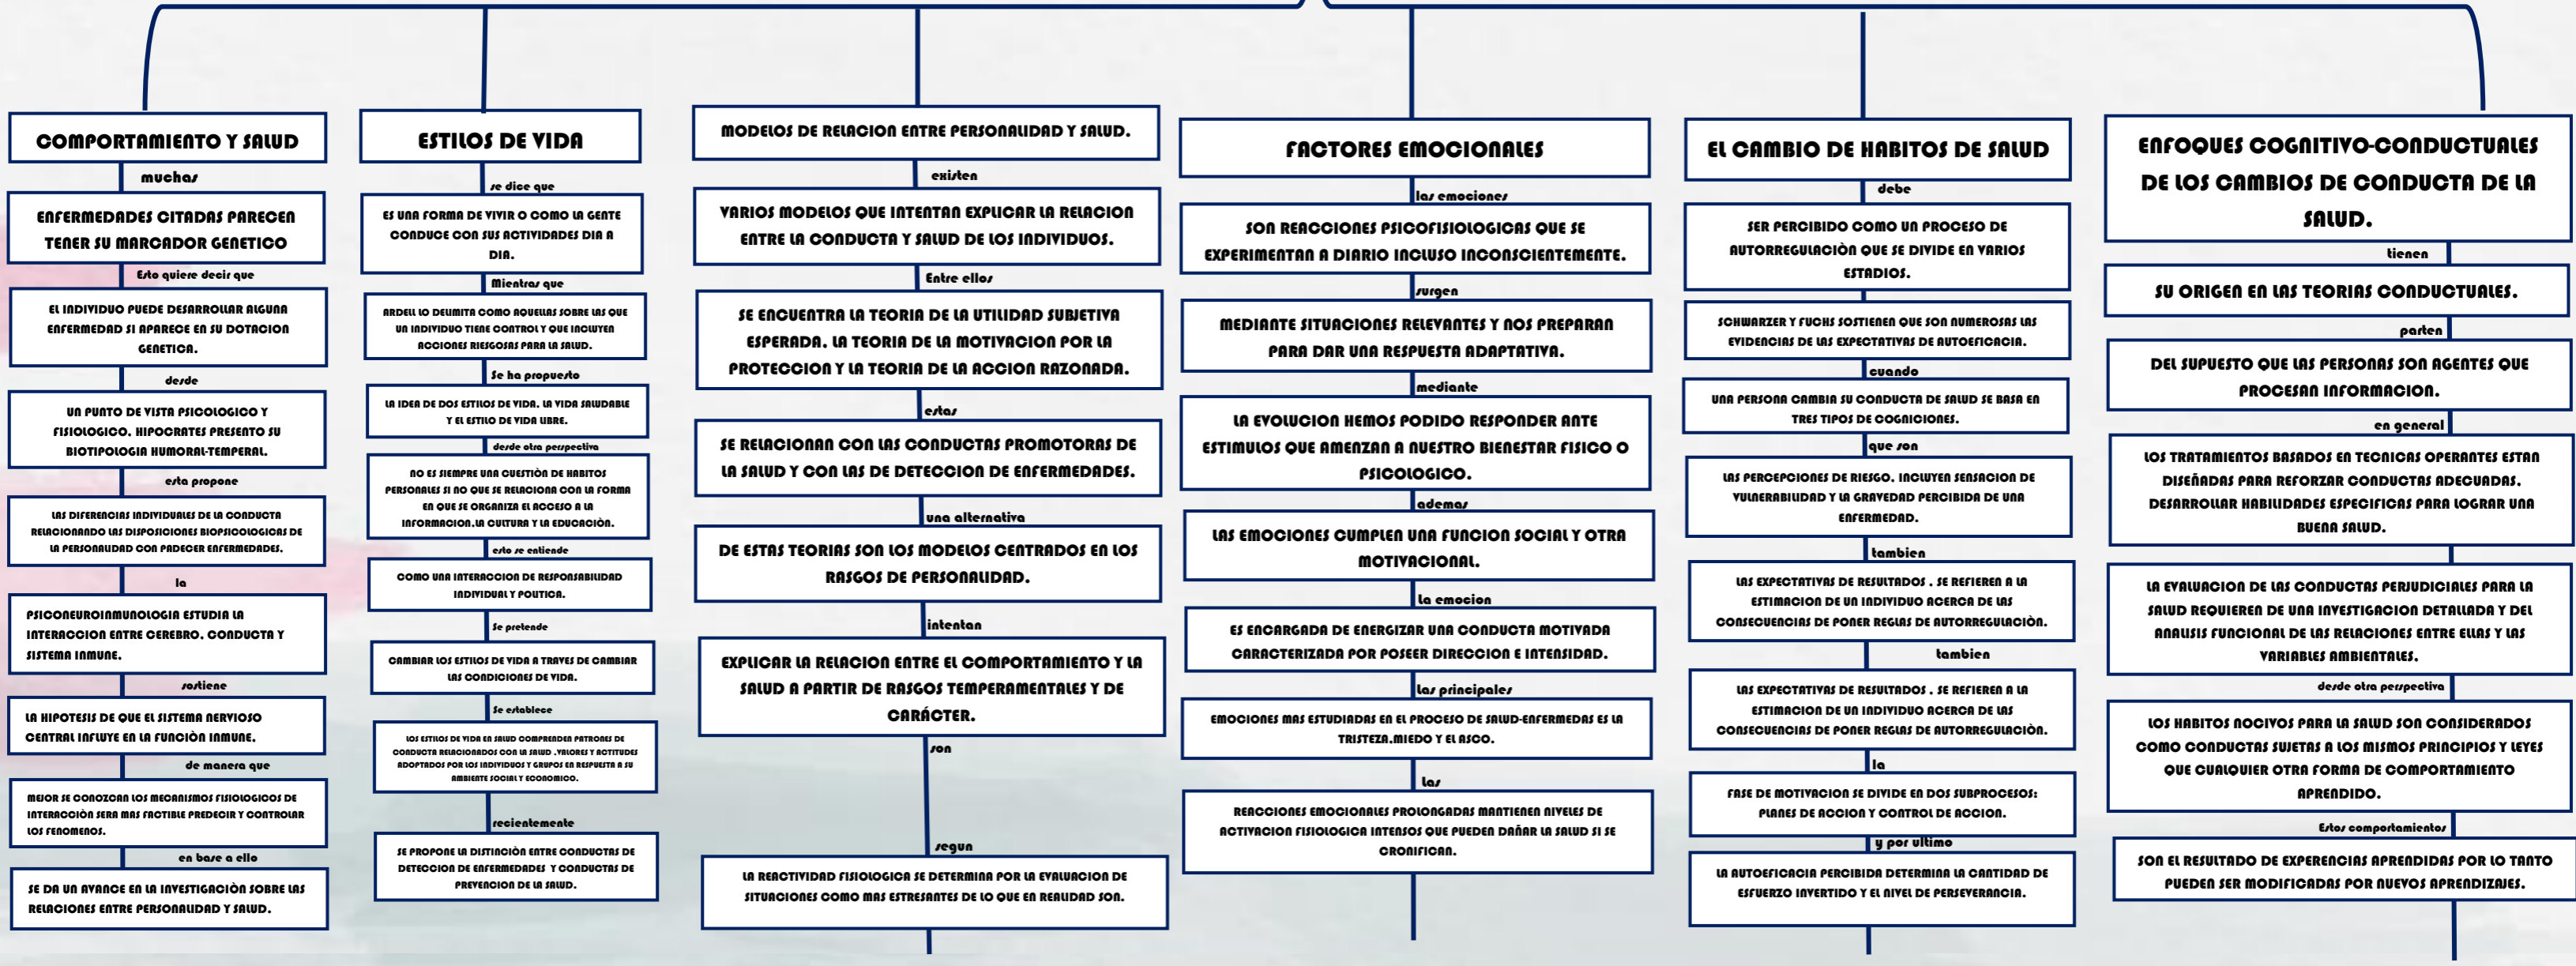 COMPORTAMIENTO Y SALUD
muchas
ENFERMEDADES CITADAS PARECEN
TENER SU MARCADOR GENETICO
Esto quiere decir que
EL INDIVIDUO PUEDE DESARROLLAR ALGUNA
ENFERMEDAD SI APARECE EN SU DOTACION
GENETICA.
desde
UN PUNTO DE VISTA PSICOLOGICO Y
FISIOLOGICO, HIPOCRATES PRESENTO SU
BIOTIPOLOGIA HUMORAL-TEMPERAL.
esta propone
LAS DIFERENCIAS INDIVIDUALES DE LA CONDUCTA
RELACIONANDO LAS DISPOSICIONES BIOPSICOLOGICAS DE
LA PERSONALIDAD CON PADECER ENFERMEDADES.
la
PSICONEUROINMUNOLOGIA ESTUDIA LA
INTERACCION ENTRE CEREBRO, CONDUCTA Y
SISTEMA INMUNE.
sostiene
LA HIPOTESIS DE QUE EL SISTEMA NERVIOSO
CENTRAL INFLUYE EN LA FUNCIÒN INMUNE.
de manera que
MEJOR SE CONOZCAN LOS MECANISMOS FISIOLOGICOS DE
INTERACCIÒN SERA MAS FACTIBLE PREDECIR Y CONTROLAR
LOS FENOMENOS.
en base a ello
SE DA UN AVANCE EN LA INVESTIGACIÒN SOBRE LAS
RELACIONES ENTRE PERSONALIDAD Y SALUD.
ESTILOS DE VIDA
se dice que
ES UNA FORMA DE VIVIR O COMO LA GENTE
CONDUCE CON SUS ACTIVIDADES DIA A
DIA.
Mientras que
ARDELL LO DELIMITA COMO AQUELLAS SOBRE LAS QUE
UN INDIVIDUO TIENE CONTROL Y QUE INCLUYEN
ACCIONES RIESGOSAS PARA LA SALUD.
Se ha propuesto
LA IDEA DE DOS ESTILOS DE VIDA, LA VIDA SALUDABLE
Y EL ESTILO DE VIDA LIBRE.
desde otra perspectiva
NO ES SIEMPRE UNA CUESTIÒN DE HABITOS
PERSONALES SI NO QUE SE RELACIONA CON LA FORMA
EN QUE SE ORGANIZA EL ACCESO A LA
INFORMACION,LA CULTURA Y LA EDUCACIÒN.
esto se entiende
COMO UNA INTERACCION DE RESPONSABILIDAD
INDIVIDUAL Y POLITICA.
Se pretende
CAMBIAR LOS ESTILOS DE VIDA A TRAVES DE CAMBIAR
LAS CONDICIONES DE VIDA.
Se establece
LOS ESTILOS DE VIDA EN SALUD COMPRENDEN PATRONES DE
CONDUCTA RELACIONADOS CON LA SALUD ,VALORES Y ACTITUDES
ADOPTADOS POR LOS INDIVIDUOS Y GRUPOS EN RESPUESTA A SU
AMBIENTE SOCIAL Y ECONOMICO.
recientemente
SE PROPONE LA DISTINCIÒN ENTRE CONDUCTAS DE
DETECCION DE ENFERMEDADES Y CONDUCTAS DE
PREVENCION DE LA SALUD.
MODELOS DE RELACION ENTRE PERSONALIDAD Y SALUD.
existen
VARIOS MODELOS QUE INTENTAN EXPLICAR LA RELACION
ENTRE LA CONDUCTA Y SALUD DE LOS INDIVIDUOS.
Entre ellos
SE ENCUENTRA LA TEORIA DE LA UTILIDAD SUBJETIVA
ESPERADA, LA TEORIA DE LA MOTIVACION POR LA
PROTECCION Y LA TEORIA DE LA ACCION RAZONADA.
estas
SE RELACIONAN CON LAS CONDUCTAS PROMOTORAS DE
LA SALUD Y CON LAS DE DETECCION DE ENFERMEDADES.
una alternativa
DE ESTAS TEORIAS SON LOS MODELOS CENTRADOS EN LOS
RASGOS DE PERSONALIDAD.
intentan
EXPLICAR LA RELACION ENTRE EL COMPORTAMIENTO Y LA
SALUD A PARTIR DE RASGOS TEMPERAMENTALES Y DE
CARÁCTER.
son
segun
LA REACTIVIDAD FISIOLOGICA SE DETERMINA POR LA EVALUACION DE
SITUACIONES COMO MAS ESTRESANTES DE LO QUE EN REALIDAD SON.
FACTORES EMOCIONALES
las emociones
SON REACCIONES PSICOFISIOLOGICAS QUE SE
EXPERIMENTAN A DIARIO INCLUSO INCONSCIENTEMENTE.
surgen
MEDIANTE SITUACIONES RELEVANTES Y NOS PREPARAN
PARA DAR UNA RESPUESTA ADAPTATIVA.
mediante
LA EVOLUCION HEMOS PODIDO RESPONDER ANTE
ESTIMULOS QUE AMENZAN A NUESTRO BIENESTAR FISICO O
PSICOLOGICO.
ademas
LAS EMOCIONES CUMPLEN UNA FUNCION SOCIAL Y OTRA
MOTIVACIONAL.
La emocion
ES ENCARGADA DE ENERGIZAR UNA CONDUCTA MOTIVADA
CARACTERIZADA POR POSEER DIRECCION E INTENSIDAD.
Las principales
EMOCIONES MAS ESTUDIADAS EN EL PROCESO DE SALUD-ENFERMEDAS ES LA
TRISTEZA,MIEDO Y EL ASCO.
Las
REACCIONES EMOCIONALES PROLONGADAS MANTIENEN NIVELES DE
ACTIVACION FISIOLOGICA INTENSOS QUE PUEDEN DAÑAR LA SALUD SI SE
CRONIFICAN.
EL CAMBIO DE HABITOS DE SALUD
debe
SER PERCIBIDO COMO UN PROCESO DE
AUTORREGULACIÒN QUE SE DIVIDE EN VARIOS
ESTADIOS.
SCHWARZER Y FUCHS SOSTIENEN QUE SON NUMEROSAS LAS
EVIDENCIAS DE LAS EXPECTATIVAS DE AUTOEFICACIA.
cuando
UNA PERSONA CAMBIA SU CONDUCTA DE SALUD SE BASA EN
TRES TIPOS DE COGNICIONES.
que son
LAS PERCEPCIONES DE RIESGO, INCLUYEN SENSACION DE
VULNERABILIDAD Y LA GRAVEDAD PERCIBIDA DE UNA
ENFERMEDAD.
tambien
LAS EXPECTATIVAS DE RESULTADOS , SE REFIEREN A LA
ESTIMACION DE UN INDIVIDUO ACERCA DE LAS
CONSECUENCIAS DE PONER REGLAS DE AUTORREGULACIÒN.
tambien
LAS EXPECTATIVAS DE RESULTADOS , SE REFIEREN A LA
ESTIMACION DE UN INDIVIDUO ACERCA DE LAS
CONSECUENCIAS DE PONER REGLAS DE AUTORREGULACIÒN.
la
FASE DE MOTIVACION SE DIVIDE EN DOS SUBPROCESOS:
PLANES DE ACCION Y CONTROL DE ACCION.
y por ultimo
LA AUTOEFICACIA PERCIBIDA DETERMINA LA CANTIDAD DE
ESFUERZO INVERTIDO Y EL NIVEL DE PERSEVERANCIA.
ENFOQUES COGNITIVO-CONDUCTUALES
DE LOS CAMBIOS DE CONDUCTA DE LA
SALUD.
tienen
SU ORIGEN EN LAS TEORIAS CONDUCTUALES.
parten
DEL SUPUESTO QUE LAS PERSONAS SON AGENTES QUE
PROCESAN INFORMACION.
en general
LOS TRATAMIENTOS BASADOS EN TECNICAS OPERANTES ESTAN
DISEÑADAS PARA REFORZAR CONDUCTAS ADECUADAS,
DESARROLLAR HABILIDADES ESPECIFICAS PARA LOGRAR UNA
BUENA SALUD.
LA EVALUACION DE LAS CONDUCTAS PERJUDICIALES PARA LA
SALUD REQUIEREN DE UNA INVESTIGACION DETALLADA Y DEL
ANALISIS FUNCIONAL DE LAS RELACIONES ENTRE ELLAS Y LAS
VARIABLES AMBIENTALES.
desde otra perspectiva
LOS HABITOS NOCIVOS PARA LA SALUD SON CONSIDERADOS
COMO CONDUCTAS SUJETAS A LOS MISMOS PRINCIPIOS Y LEYES
QUE CUALQUIER OTRA FORMA DE COMPORTAMIENTO
APRENDIDO.
Estos comportamientos
SON EL RESULTADO DE EXPERENCIAS APRENDIDAS POR LO TANTO
PUEDEN SER MODIFICADAS POR NUEVOS APRENDIZAJES.